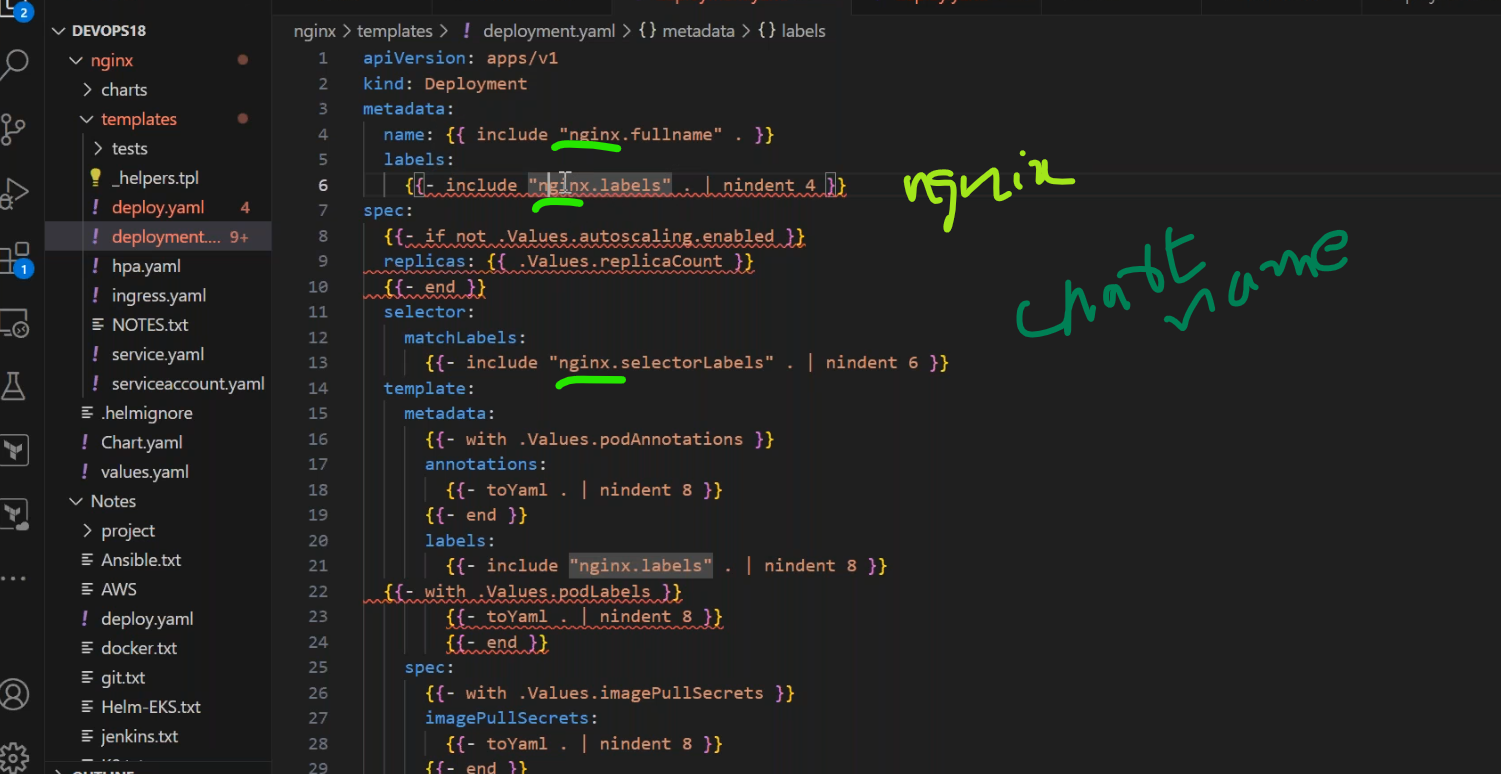 DEVOPS18
nginx
charts
templates
tests
_helpers.tpl
deploy.yaml 4
deployment.... 9+
hpa.yaml
ingress.yaml
NOTES.txt
service.yaml
serviceaccount.yaml
.helmignore
Chart.yaml
values.yaml
Notes
project
Ansible.txt
AWS
deploy.yaml
docker.txt
git.txt
Helm-EKS.txt
jenkins.txt
OUTLINE
2
1
nginx > templates > ! deployment.yaml > {} metadata > {} labels
1 apiVersion: apps/v1
2 kind: Deployment
3 metadata:
4 name: {{ include "nginx.fullname" . }}
5 labels:
6 {{- include "nginx.labels" . | nindent 4 }}
7 spec:
8 {{- if not .Values.autoscaling.enabled }}
9 replicas: {{ .Values.replicaCount }}
10 {{- end }}
11 selector:
12 matchLabels:
13 {{- include "nginx.selectorLabels" . | nindent 6 }}
14 template:
15 metadata:
16 {{- with .Values.podAnnotations }}
17 annotations:
18 {{- toYaml . | nindent 8 }}
19 {{- end }}
20 labels:
21 {{- include "nginx.labels" . | nindent 8 }}
22 {{- with .Values.podLabels }}
23 {{- toYaml . | nindent 8 }}
24 {{- end }}
25 spec:
26 {{- with .Values.imagePullSecrets }}
27 imagePullSecrets:
28 {{- toYaml . | nindent 8 }}
29 {{- end }}
nginx
chart name